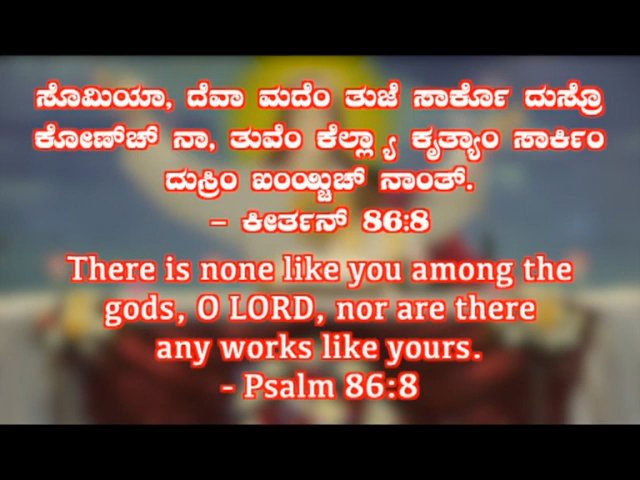 ಸೊಮಿಯಾ, ದೆವಾ ಮದೆಂ ತುಜೆ ಸಾರ್ಕೊ ದುಸ್ರೊ
ಕೋಣ್‌ಚ್ ನಾ, ತುವೆಂ ಕೆಲ್ಲ್ಯಾ ಕೃತ್ಯಾಂ ಸಾರ್ಕಿಂ
ದುಸ್ರಿಂ ಖಂಯ್ಚಿಚ್ ನಾಂತ್.
– ಕೀರ್ತನ್ 86:8
There is none like you among the
gods, O LORD, nor are there
any works like yours.
- Psalm 86:8